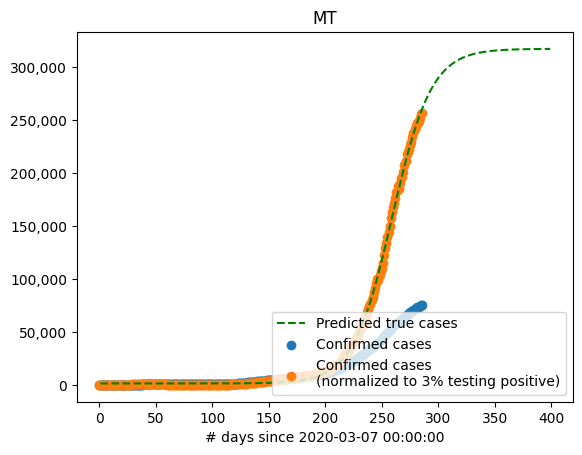 MT
300,000
250,000
200,000
150,000
100,000
50,000
0
Predicted true cases
Confirmed cases
Confirmed cases
(normalized to 3% testing positive)
0 50 100 150 200 250 300 350 400
# days since 2020-03-07 00:00:00